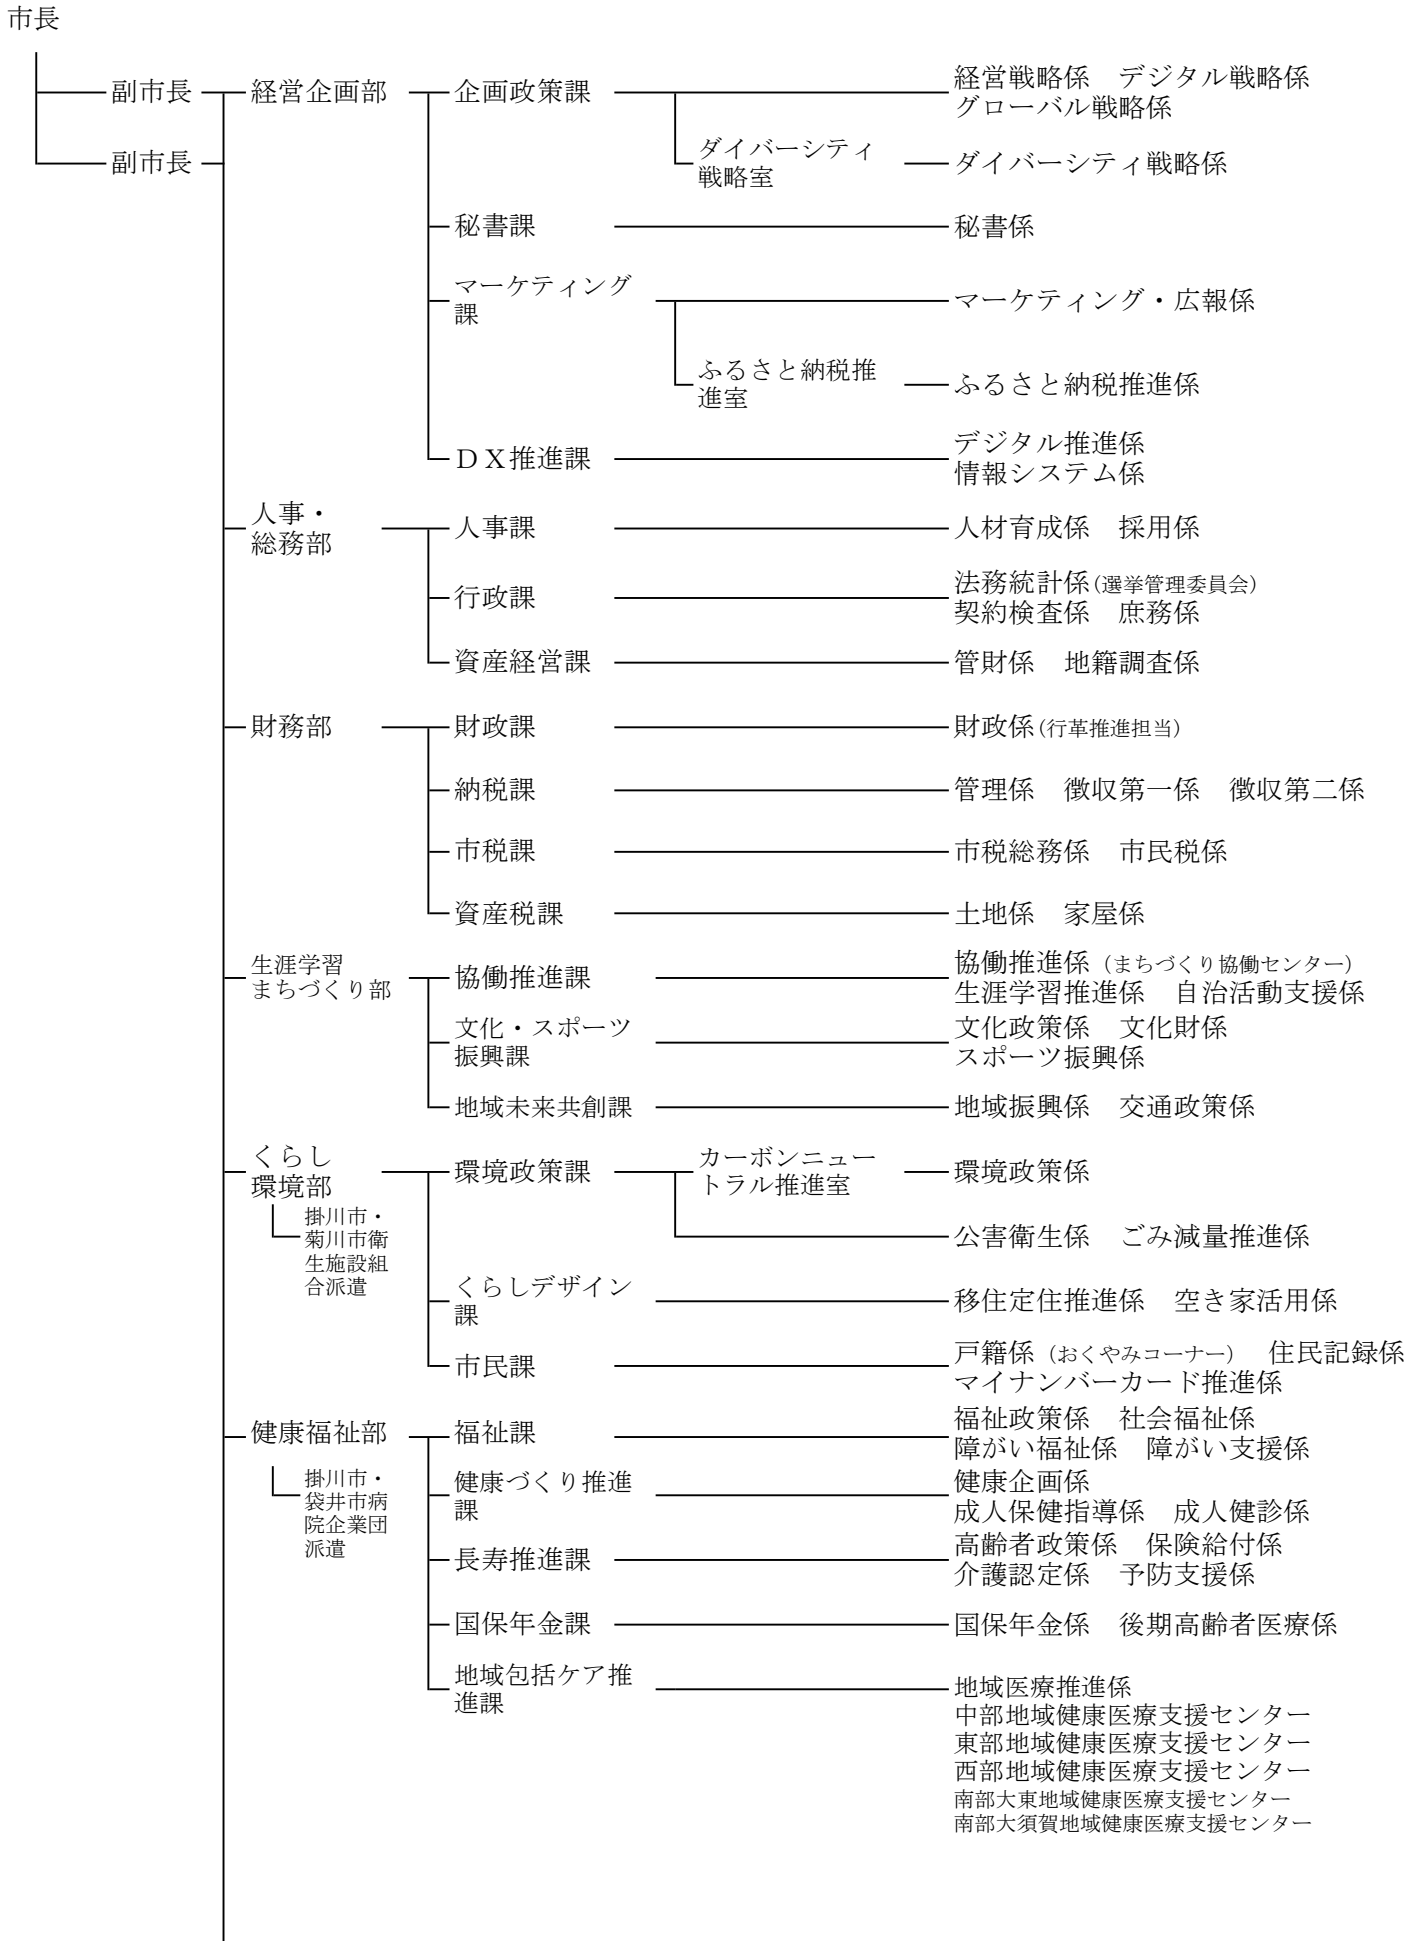 市長
副市長
経営企画部
企画政策課
経営戦略係　デジタル戦略係
グローバル戦略係
副市長
ダイバーシティ
戦略室
ダイバーシティ戦略係
秘書課
秘書係
マーケティング
課
マーケティング・広報係
ふるさと納税推
進室
ふるさと納税推進係
ＤＸ推進課
デジタル推進係
情報システム係
人事・
総務部
人事課
人材育成係　採用係
行政課
法務統計係(選挙管理委員会)
契約検査係　庶務係
資産経営課
管財係　地籍調査係
財務部
財政課
財政係(行革推進担当)
納税課
管理係　徴収第一係　徴収第二係
市税課
市税総務係　市民税係
資産税課
土地係　家屋係
生涯学習
まちづくり部
協働推進課
協働推進係（まちづくり協働センター）
生涯学習推進係　自治活動支援係
文化・スポーツ
振興課
文化政策係　文化財係
スポーツ振興係
地域未来共創課
地域振興係　交通政策係
くらし
環境部
掛川市・
菊川市衛
生施設組
合派遣
環境政策課
カーボンニュー
トラル推進室
環境政策係
公害衛生係　ごみ減量推進係
くらしデザイン
課
移住定住推進係　空き家活用係
市民課
戸籍係（おくやみコーナー）　住民記録係
マイナンバーカード推進係
健康福祉部
掛川市・
袋井市病
院企業団
派遣
福祉課
福祉政策係　社会福祉係
障がい福祉係　障がい支援係
健康づくり推進
課
健康企画係
成人保健指導係　成人健診係
長寿推進課
高齢者政策係　保険給付係
介護認定係　予防支援係
国保年金課
国保年金係　後期高齢者医療係
地域包括ケア推
進課
地域医療推進係
中部地域健康医療支援センター
東部地域健康医療支援センター
西部地域健康医療支援センター
南部大東地域健康医療支援センター
南部大須賀地域健康医療支援センター